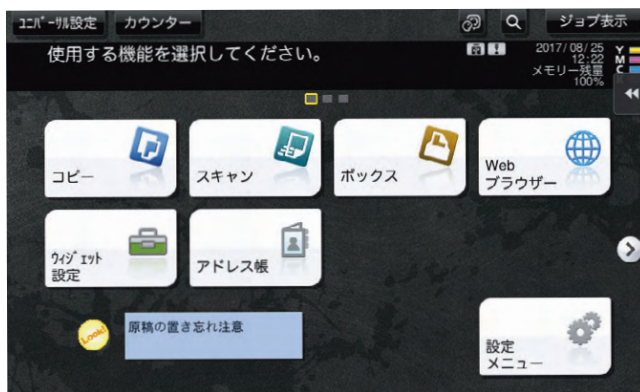 ﾕﾆﾊﾞｰｻﾙ設定 カウンター ジョブ表示
使用する機能を選択してください。
2017/08/25
12:22
メモリー残量
100%
Y
M
C
コピー
スキャン
ボックス
Web
ブラウザー
ｳｨｼﾞｪｯﾄ
設定
アドレス帳
Look!
原稿の置き忘れ注意
設定
メニュー